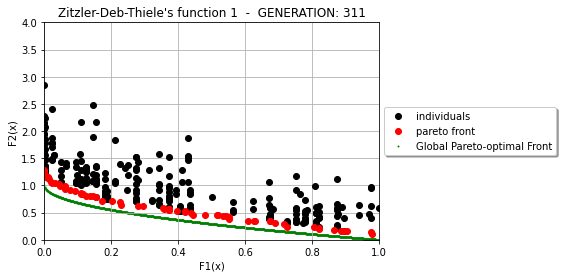 Zitzler-Deb-Thiele's function 1 - GENERATION: 311
4.0
3.5
3.0
2.5
2.0
1.5
1.0
0.5
0.0
F2(x)
0.0 0.2 0.4 0.6 0.8 1.0
F1(x)
individuals
pareto front
Global Pareto-optimal Front